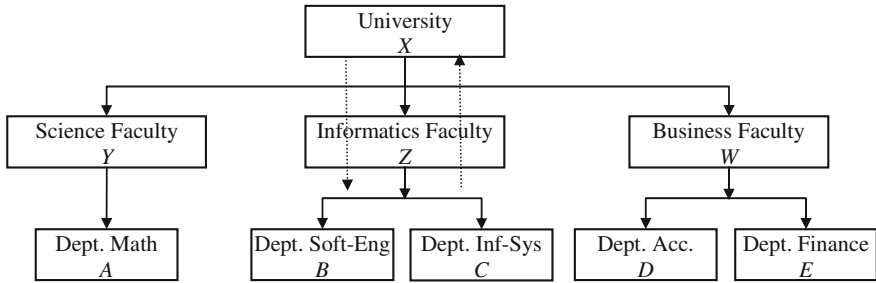 University
X
Science Faculty
Y
Informatics Faculty
Z
Business Faculty
W
Dept. Math
A
Dept. Soft-Eng
B
Dept. Inf-Sys
C
Dept. Acc.
D
Dept. Finance
E